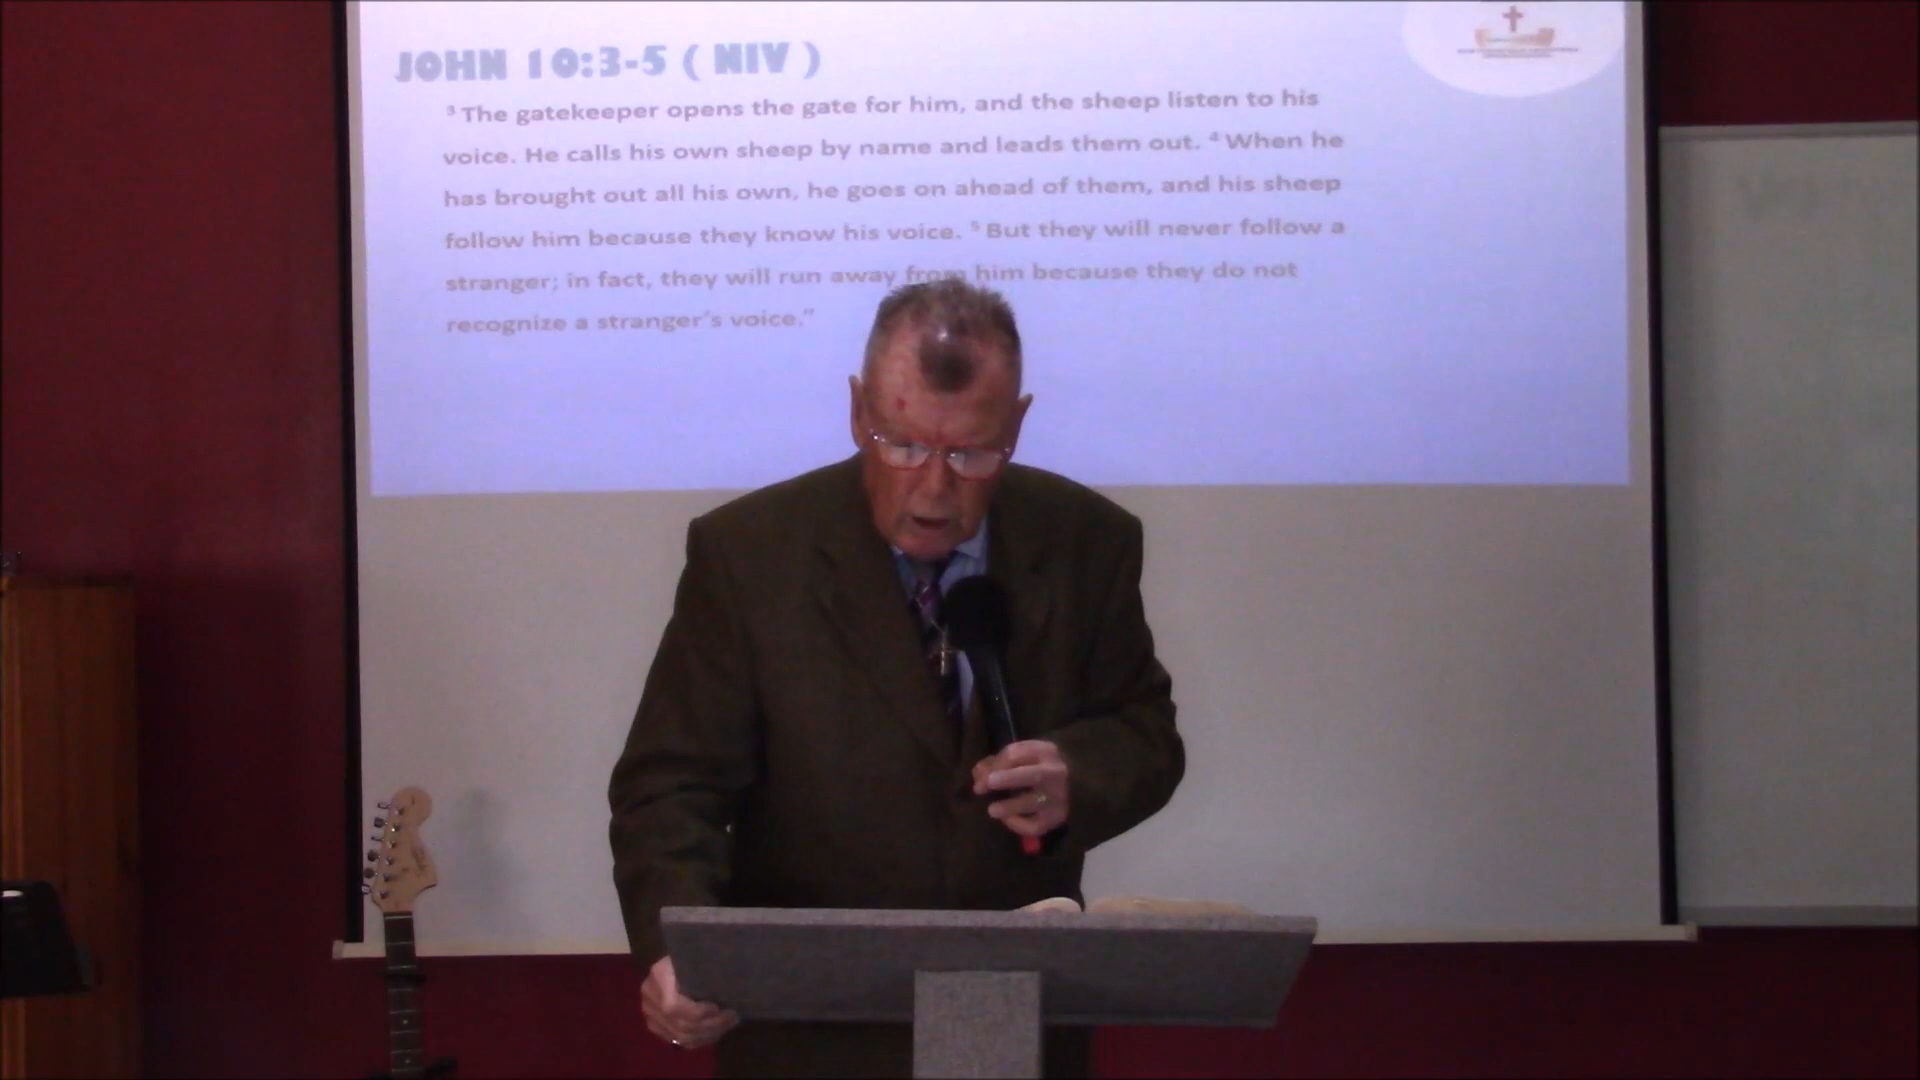 JOHN 10:3-5 ( NIV )
³ The gatekeeper opens the gate for him, and the sheep listen to his
voice. He calls his own sheep by name and leads them out. ⁴ When he
has brought out all his own, he goes on ahead of them, and his sheep
follow him because they know his voice. ⁵ But they will never follow a
stranger; in fact, they will run away from him because they do not
recognize a stranger's voice."